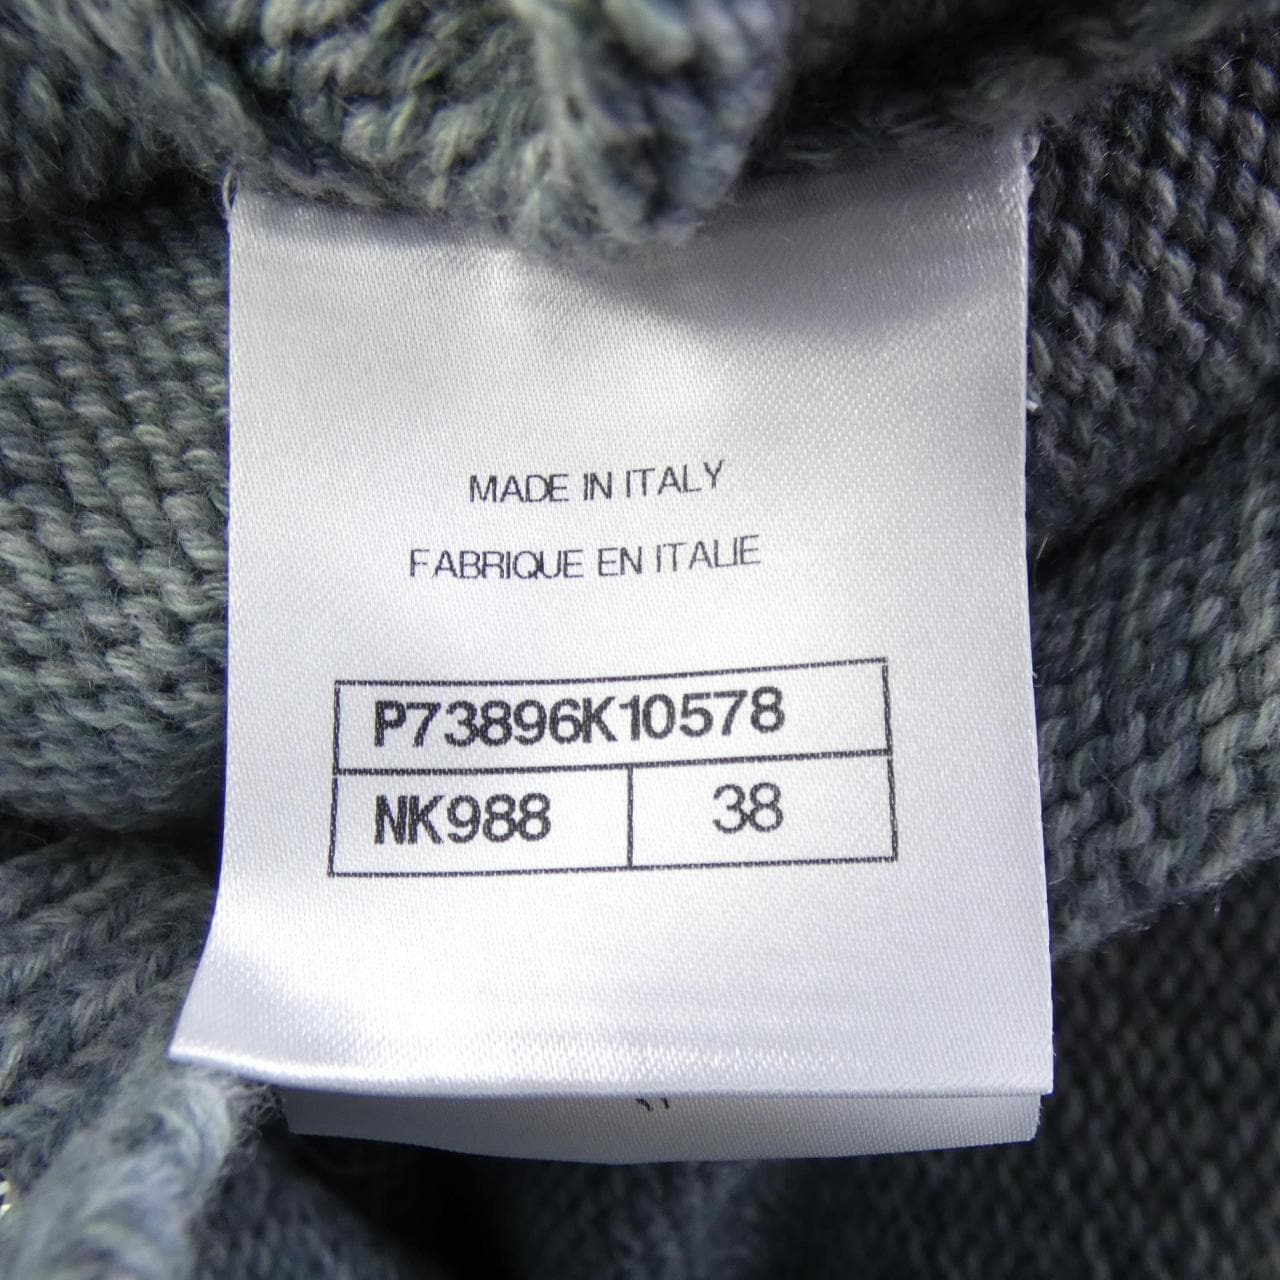 MADE IN ITALY
FABRIQUE EN ITALIE
P73896K10578
NK988 38